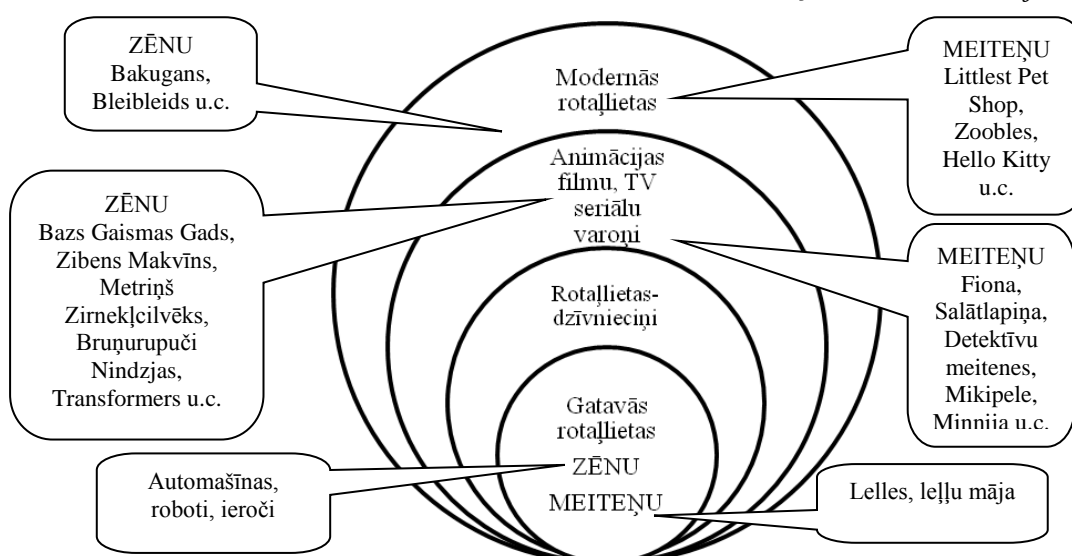 ZĒNU
Bakugans,
Bleibleids u.c.
Modernās
rotaļlietas
MEITEŅU
Littlest Pet
Shop,
Zoobles,
Hello Kitty
u.c.
ZĒNU
Bazs Gaismas Gads,
Zibens Makvīns,
Metriņš
Zirnekļcilvēks,
Bruņurupuči
Nindzjas,
Transformers u.c.
Animācijas
filmu, TV
seriālu
varoņi
MEITEŅU
Fiona,
Salātlapiņa,
Detektīvu
meitenes,
Mikipele,
Minnija u.c.
Rotaļlietas-
dzīvnieciņi
Gatavās
rotaļlietas
ZĒNU
MEITEŅU
Automašīnas,
roboti, ieroči
Lelles, leļļu māja